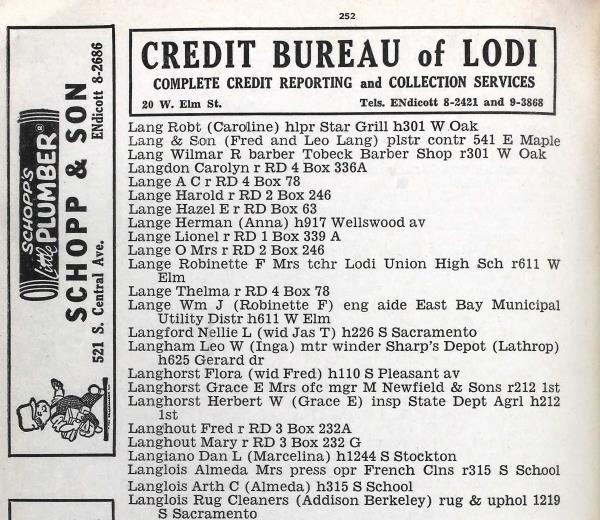 252
SCHOPP'S
little PLUMBER®
SCHOPP & SON
521 S. Central Ave. ENdicott 8-2686
CREDIT BUREAU of LODI
COMPLETE CREDIT REPORTING and COLLECTION SERVICES
20 W. Elm St. Tels. ENdicott 8-2421 and 9-3868
Lang Robt (Caroline) hlpr Star Grill h301 W Oak
Lang & Son (Fred and Leo Lang) plstr contr 541 E Maple
Lang Wilmar R barber Tobeck Barber Shop r301 W Oak
Langdon Carolyn r RD 4 Box 336A
Lange A C r RD 4 Box 78
Lange Harold r RD 2 Box 246
Lange Hazel E r RD Box 63
Lange Herman (Anna) h917 Wellswood av
Lange Lionel r RD 1 Box 339 A
Lange O Mrs r RD 2 Box 246
Lange Robinette F Mrs tchr Lodi Union High Sch r611 W
Elm
Lange Thelma r RD 4 Box 78
Lange Wm J (Robinette F) eng aide East Bay Municipal
Utility Distr h611 W Elm
Langford Nellie L (wid Jas T) h226 S Sacramento
Langham Leo W (Inga) mtr winder Sharp's Depot (Lathrop)
h625 Gerard dr
Langhorst Flora (wid Fred) h110 S Pleasant av
Langhorst Grace E Mrs ofc mgr M Newfield & Sons r212 1st
Langhorst Herbert W (Grace E) insp State Dept Agrl h212
1st
Langhout Fred r RD 3 Box 232A
Langhout Mary r RD 3 Box 232 G
Langiano Dan L (Marcelina) h1244 S Stockton
Langlois Almeda Mrs press opr French Clns r315 S School
Langlois Arth C (Almeda) h315 S School
Langlois Rug Cleaners (Addison Berkeley) rug & uphol 1219
S Sacramento